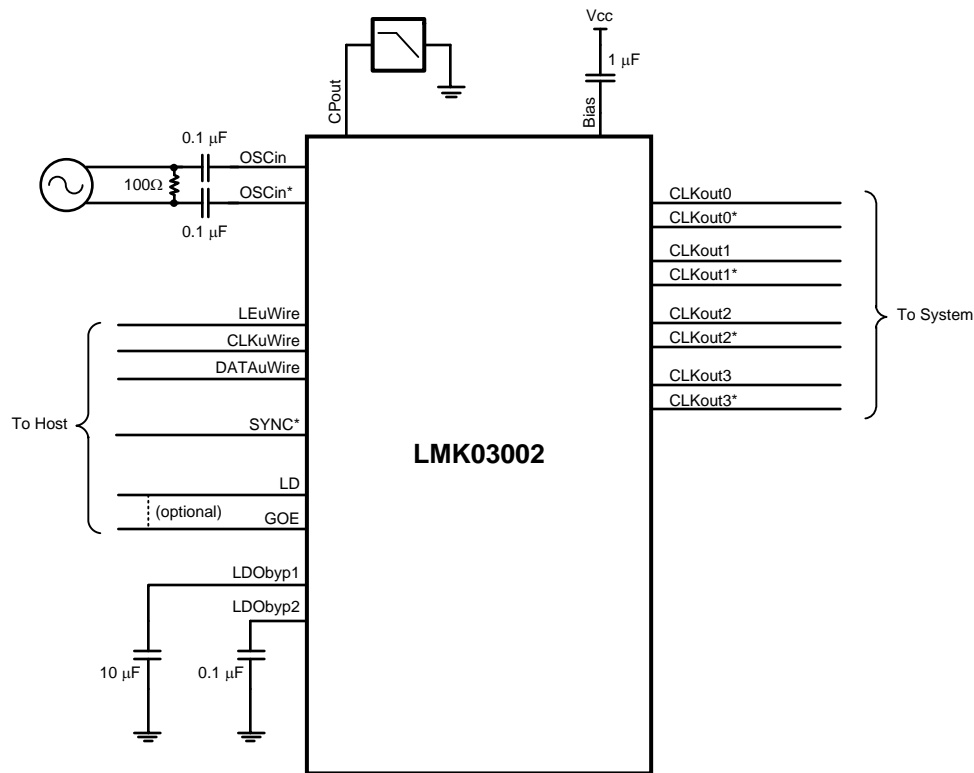 Vcc
1 μF
CPout
Bias
0.1 μF
OSCin
100Ω
OSCin*
0.1 μF
CLKout0
CLKout0*
CLKout1
CLKout1*
CLKout2
CLKout2*
CLKout3
CLKout3*
To System
LEuWire
CLKuWire
DATAuWire
To Host
SYNC*
LMK03002
LD
(optional)
GOE
LDObyp1
LDObyp2
10 μF
0.1 μF